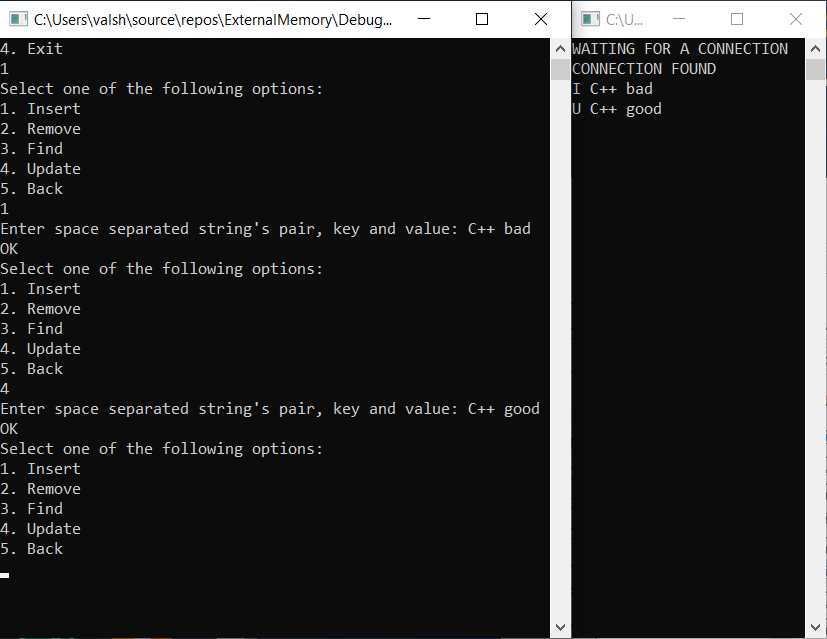 C:\Users\valsh\source\repos\ExternalMemory\Debug...
4. Exit
1
Select one of the following options:
1. Insert
2. Remove
3. Find
4. Update
5. Back
1
Enter space separated string's pair, key and value: C++ bad
OK
Select one of the following options:
1. Insert
2. Remove
3. Find
4. Update
5. Back
4
Enter space separated string's pair, key and value: C++ good
OK
Select one of the following options:
1. Insert
2. Remove
3. Find
4. Update
5. Back
C:\U...
WAITING FOR A CONNECTION
CONNECTION FOUND
I C++ bad
U C++ good